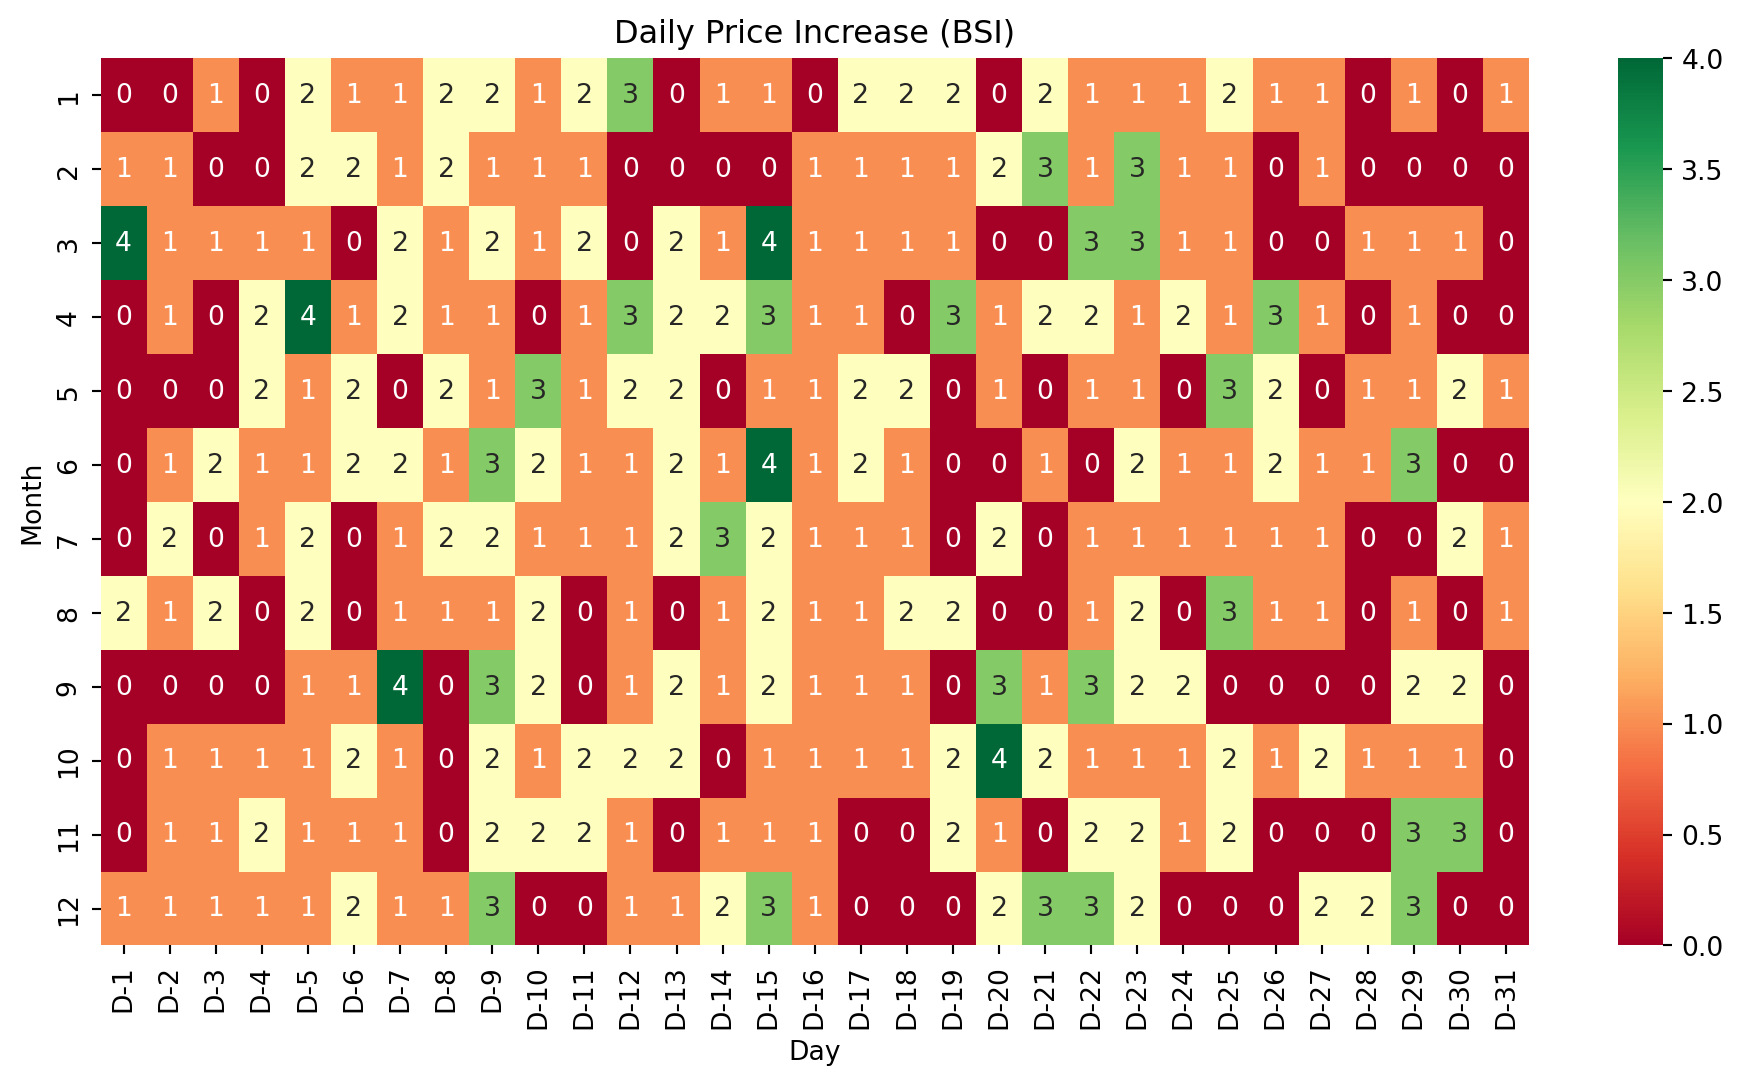 Daily Price Increase (BSI)
1 0 0 1 0 2 1 1 2 2 1 2 3 0 1 1 0 2 2 2 0 2 1 1 1 2 1 1 0 1 0 1
2 1 1 0 0 2 2 1 2 1 1 1 0 0 0 0 1 1 1 1 2 3 1 3 1 1 0 1 0 0 0 0
3 4 1 1 1 1 0 2 1 2 1 2 0 2 1 4 1 1 1 1 0 0 3 3 1 1 0 0 1 1 1 0
4 0 1 0 2 4 1 2 1 1 0 1 3 2 2 3 1 1 0 3 1 2 2 1 2 1 3 1 0 1 0 0
5 0 0 0 2 1 2 0 2 1 3 1 2 2 0 1 1 2 2 0 1 0 1 1 0 3 2 0 1 1 2 1
6 0 1 2 1 1 2 2 1 3 2 1 1 2 1 4 1 2 1 0 0 1 0 2 1 1 2 1 1 3 0 0
7 0 2 0 1 2 0 1 2 2 1 1 1 2 3 2 1 1 1 0 2 0 1 1 1 1 1 1 0 0 2 1
8 2 1 2 0 2 0 1 1 1 2 0 1 0 1 2 1 1 2 2 0 0 1 2 0 3 1 1 0 1 0 1
9 0 0 0 0 1 1 4 0 3 2 0 1 2 1 2 1 1 1 0 3 1 3 2 2 0 0 0 0 2 2 0
10 0 1 1 1 1 2 1 0 2 1 2 2 2 0 1 1 1 1 2 4 2 1 1 1 2 1 2 1 1 1 0
11 0 1 1 2 1 1 1 0 2 2 2 1 0 1 1 1 0 0 2 1 0 2 2 1 2 0 0 0 3 3 0
12 1 1 1 1 1 2 1 1 3 0 0 1 1 2 3 1 0 0 0 2 3 3 2 0 0 0 2 2 3 0 0
Month
D-1 D-2 D-3 D-4 D-5 D-6 D-7 D-8 D-9 D-10 D-11 D-12 D-13 D-14 D-15 D-16 D-17 D-18 D-19 D-20 D-21 D-22 D-23 D-24 D-25 D-26 D-27 D-28 D-29 D-30 D-31
Day
4.0
3.5
3.0
2.5
2.0
1.5
1.0
0.5
0.0